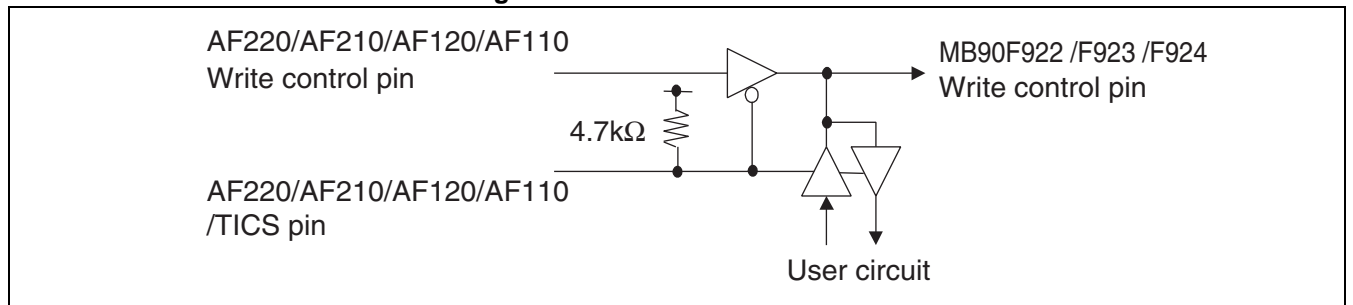 AF220/AF210/AF120/AF110
Write control pin
MB90F922 /F923 /F924
Write control pin
4.7kΩ
AF220/AF210/AF120/AF110
/TICS pin
User circuit